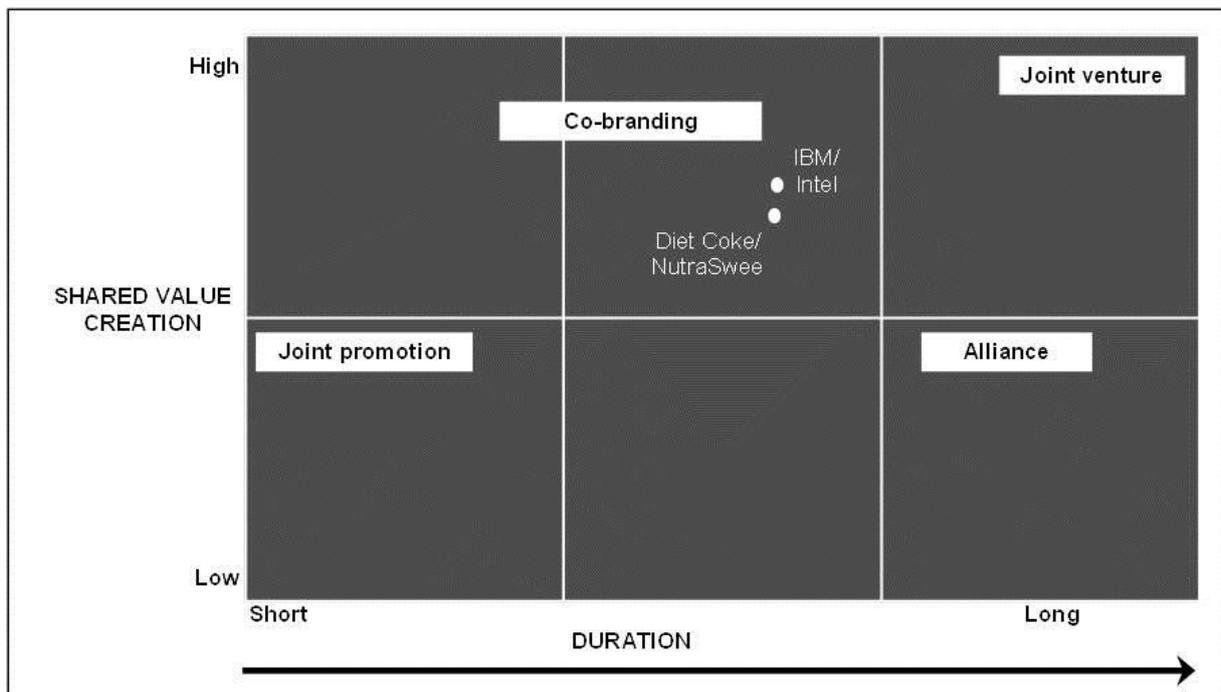 High
Joint venture
Co-branding
IBM/
Intel
Diet Coke/
NutraSwee
SHARED VALUE
CREATION
Joint promotion
Alliance
Low
Short
Long
DURATION